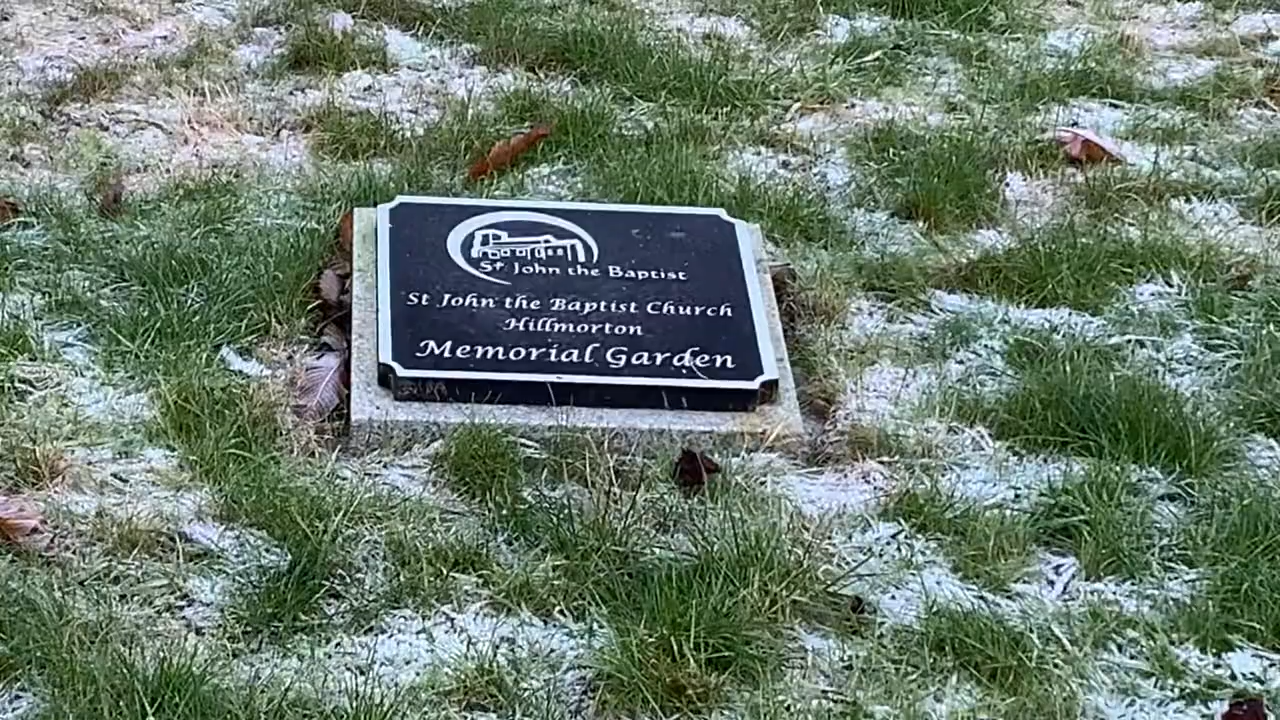 St John the Baptist
St John the Baptist Church
Hillmorton
Memorial Garden